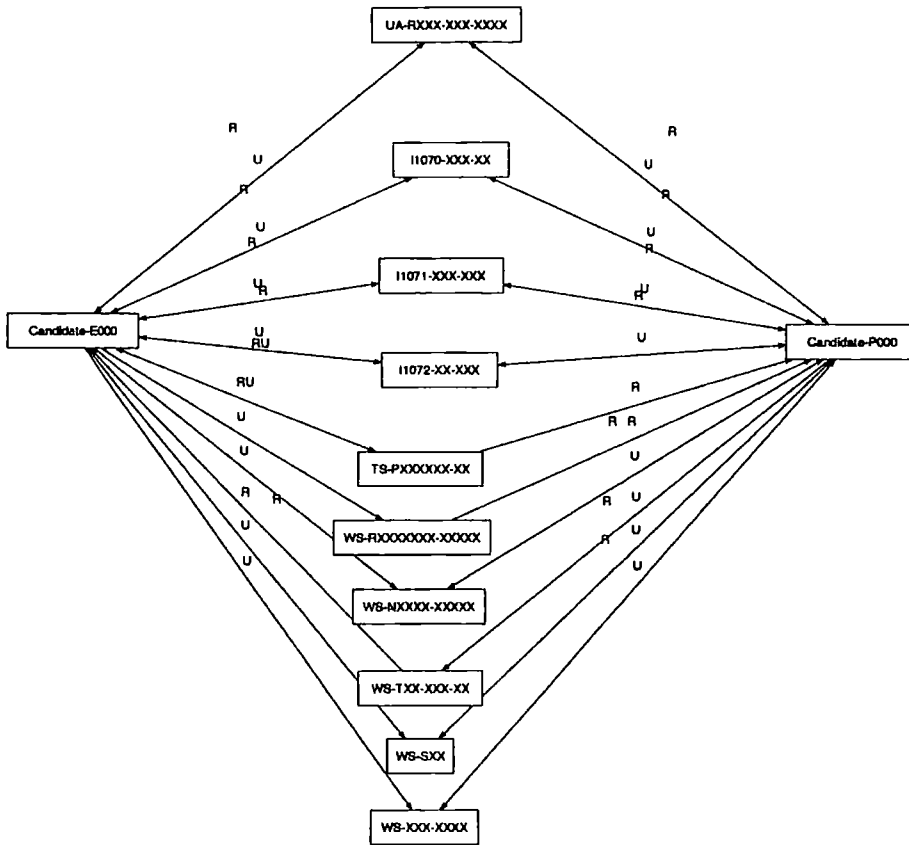 UA-RXXX-XXX-XXXX
R
R
U
I1070-XXX-XX
U
R
R
U
U
R
R
I1071-XXX-XXX
U
R
U
R
Candidate-E000
U
RU
U
Candidate-P000
I1072-XX-XXX
RU
R
U
R R
U
TS-PXXXXXX-XX
U
R
R
U
R
WS-RXXXXXXX-XXXXX
U
U
R
U
U
WS-NXXXX-XXXXX
WS-TXX-XXX-XX
WS-SXX
WS-XXX-XXXX